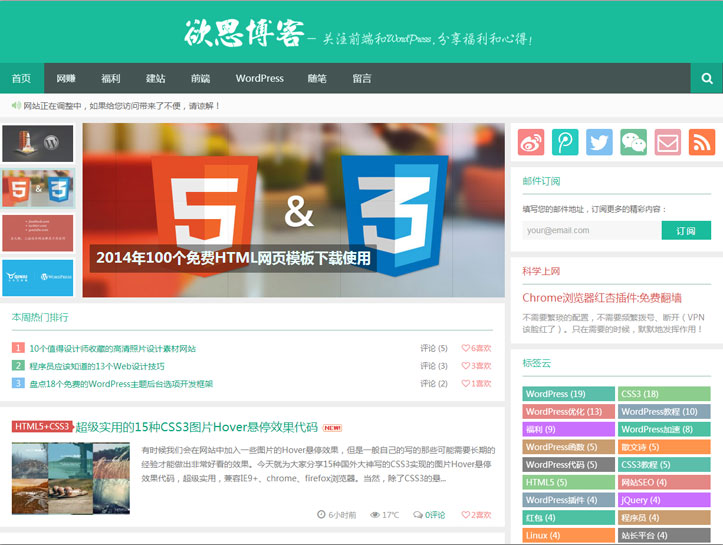 欲思博客 - 关注前端和WordPress,分享福利和心得!
首页 网赚 福利 建站 前端 WordPress 随笔 留言
网站正在调整中，如果给您访问带来了不便，请谅解！
&
2014年100个免费HTML网页模板下载使用
本周热门排行
1 10个值得设计师收藏的高清照片设计素材网站 评论 (5) 6喜欢
2 程序员应该知道的13个Web设计技巧 评论 (3) 3喜欢
3 盘点18个免费的WordPress主题后台选项开发框架 评论 (2) 1喜欢
HTML5+CSS3 超级实用的15种CSS3图片Hover悬停效果代码 NEW!
有时候我们会在网站中加入一些图片的Hover悬停效果，但是一般自己的写的那些可能需要长期的
经验才能做出非常好看的效果。今天就为大家分享15种国外大神写的CSS3实现的图片Hover悬停
效果代码，超级实用，兼容IE9+、chrome、firefox浏览器。当然，除了CSS3的悬...
6小时前 17℃ 0评论 2喜欢
邮件订阅
填写您的邮件地址，订阅更多的精彩内容：
your@email.com 订阅
科学上网
Chrome浏览器红杏插件;免费翻墙
不需要繁琐的配置，不需要频繁拨号、断开（VPN
该脸红了）。只在需要的时候，默默地发挥作用！
标签云
WordPress (19) CSS3 (18)
WordPress优化 (13) WordPress教程 (10)
福利 (9) WordPress加速 (8)
WordPress函数 (5) 散文诗 (5)
WordPress代码 (5) CSS3教程 (5)
HTML5 (5) 网站SEO (4)
WordPress插件 (4) jQuery (4)
红包 (4) 程序员 (4)
Linux (4) 站长平台 (4)